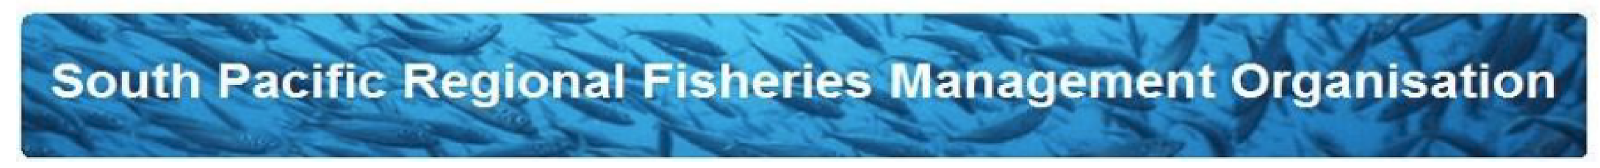 South Pacific Regional Fisheries Management Organisation